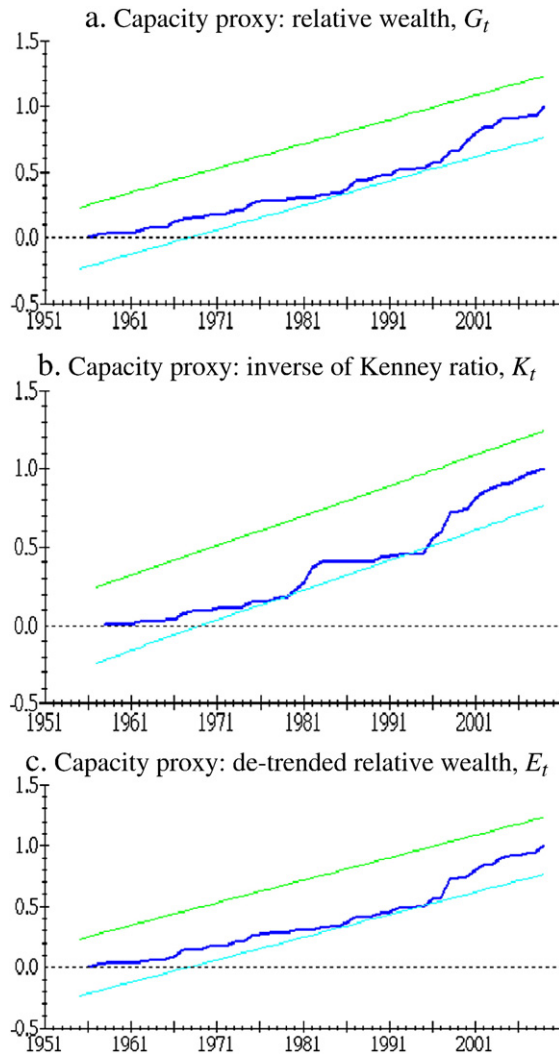 a. Capacity proxy: relative wealth, Gt
1.5
1.0
0.5
0.0
-0.5
1951 1961 1971 1981 1991 2001
b. Capacity proxy: inverse of Kenney ratio, Kt
1.5
1.0
0.5
0.0
-0.5
1951 1961 1971 1981 1991 2001
c. Capacity proxy: de-trended relative wealth, Et
1.5
1.0
0.5
0.0
-0.5
1951 1961 1971 1981 1991 2001